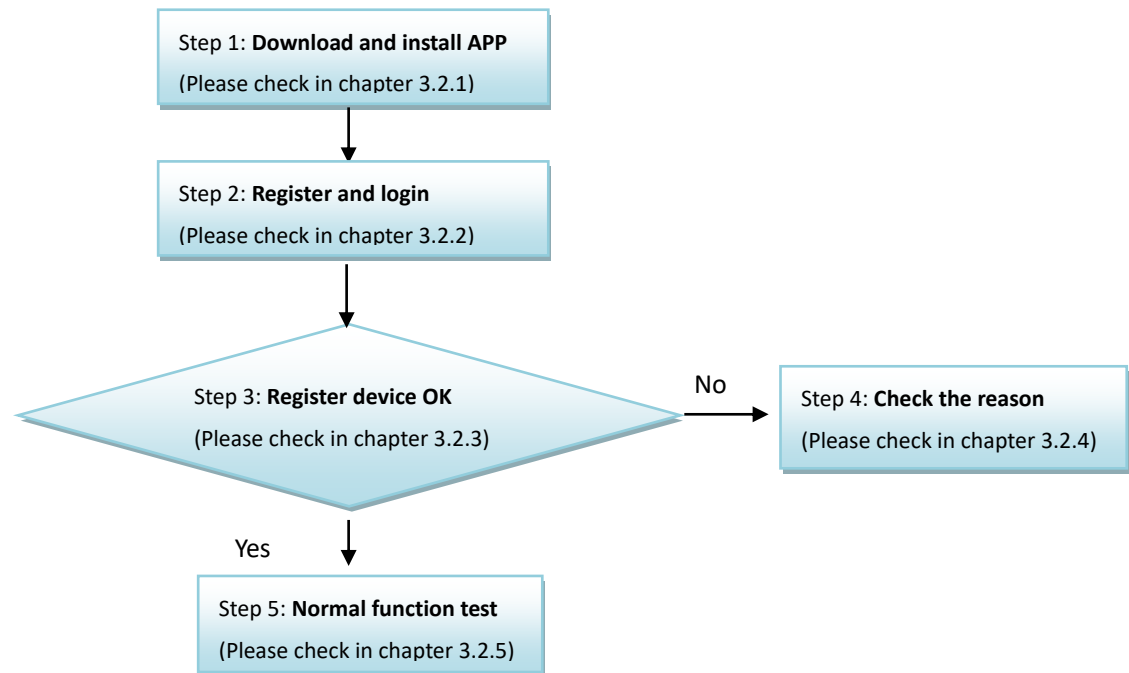 Step 1: Download and install APP
(Please check in chapter 3.2.1)
Step 2: Register and login
(Please check in chapter 3.2.2)
Step 3: Register device OK
(Please check in chapter 3.2.3)
No
Step 4: Check the reason
(Please check in chapter 3.2.4)
Yes
Step 5: Normal function test
(Please check in chapter 3.2.5)